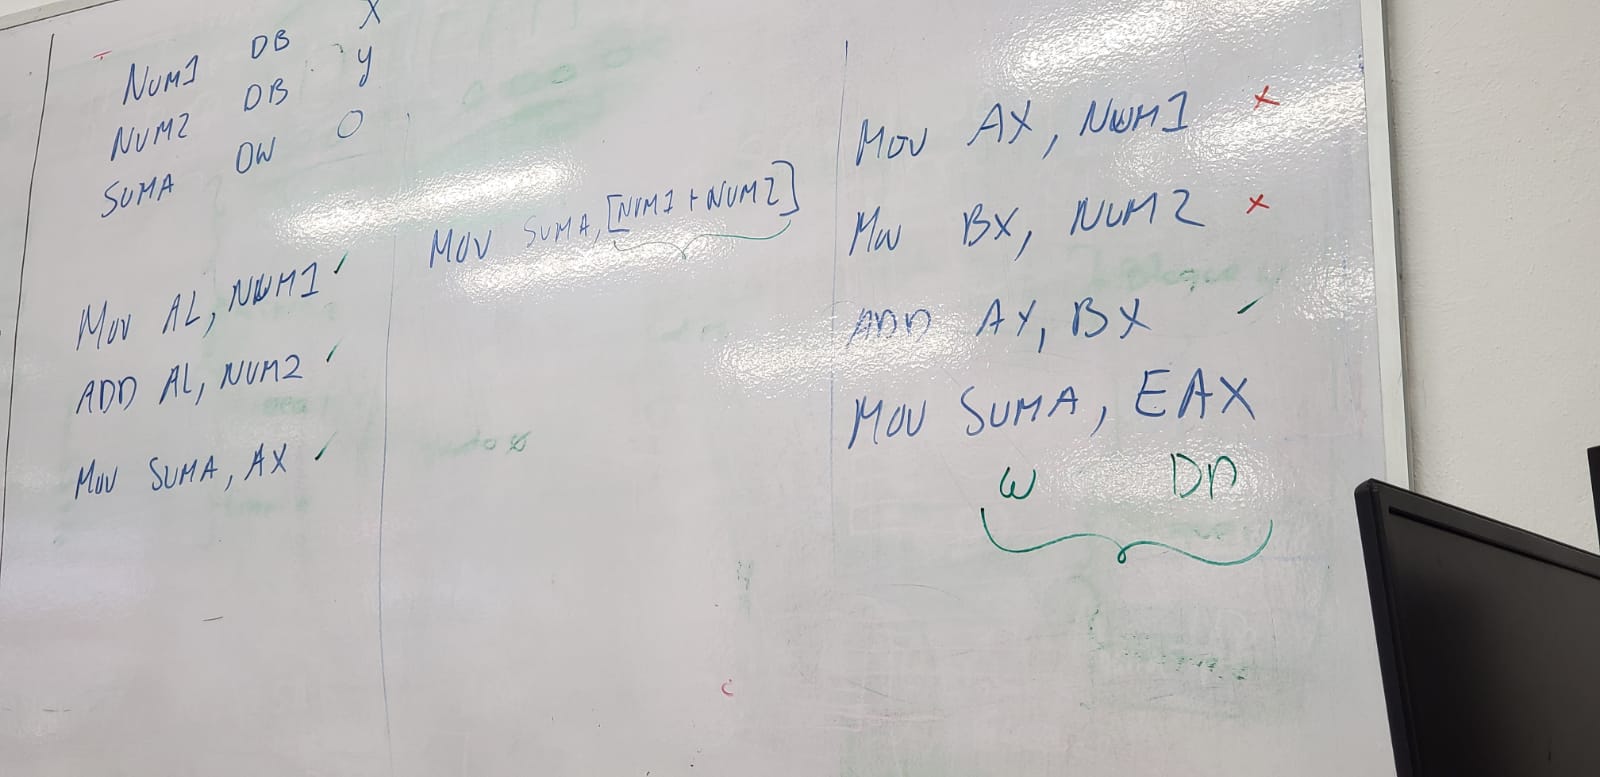 NUM1 DB X
NUM2 DB y
SUMA DW 0
MOV AL, NUM1 ✓
ADD AL, NUM2 ✓
MOV SUMA, AX ✓
MOV SUMA, [NUM1 + NUM2]
MOV AX, NUM1 x
MOV BX, NUM2 x
ADD AX, BX ✓
MOV SUMA, EAX
W DD